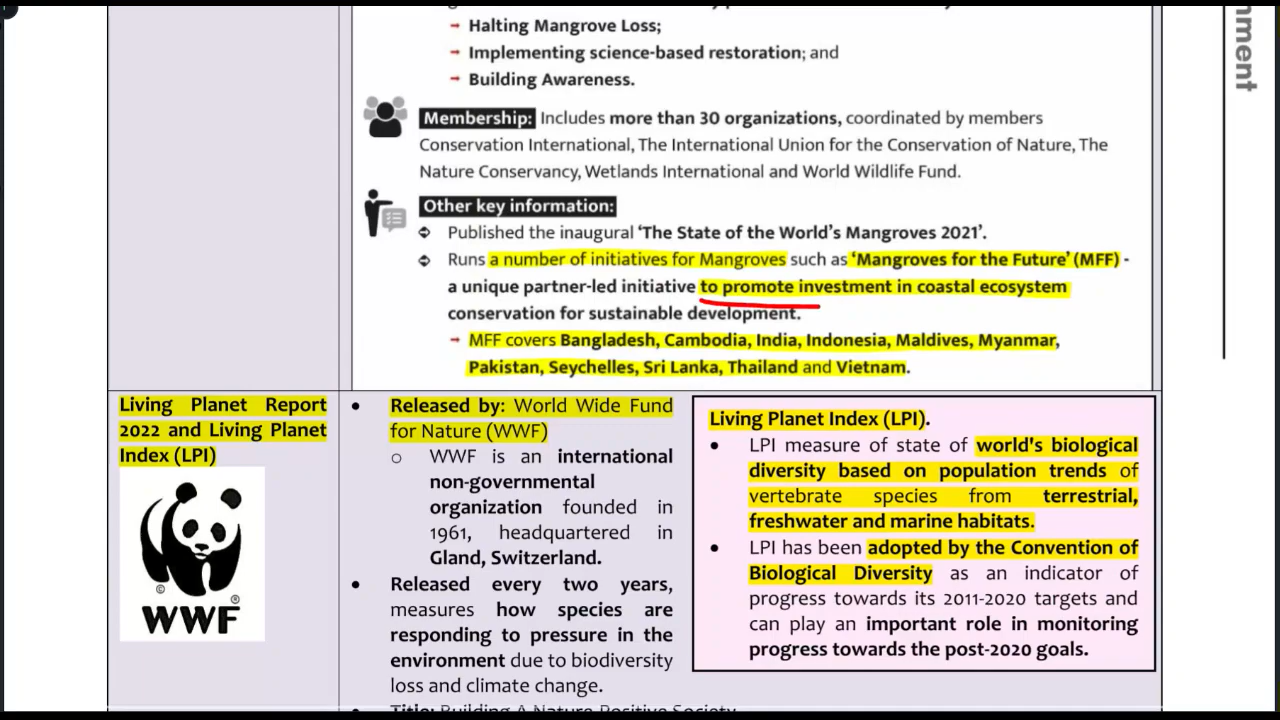 → Halting Mangrove Loss;
→ Implementing science-based restoration; and
→ Building Awareness.
Membership: Includes more than 30 organizations, coordinated by members
Conservation International, The International Union for the Conservation of Nature, The
Nature Conservancy, Wetlands International and World Wildlife Fund.
Other key information:
Published the inaugural ‘The State of the World’s Mangroves 2021’.
Runs a number of initiatives for Mangroves such as ‘Mangroves for the Future’ (MFF) -
a unique partner-led initiative to promote investment in coastal ecosystem
conservation for sustainable development.
→ MFF covers Bangladesh, Cambodia, India, Indonesia, Maldives, Myanmar,
Pakistan, Seychelles, Sri Lanka, Thailand and Vietnam.
Living Planet Report
2022 and Living Planet
Index (LPI)
© ®
WWF
• Released by: World Wide Fund
for Nature (WWF)
o WWF is an international
non-governmental
organization founded in
1961, headquartered in
Gland, Switzerland.
• Released every two years,
measures how species are
responding to pressure in the
environment due to biodiversity
loss and climate change.
• Title: Building A Nature Positive Society
Living Planet Index (LPI).
• LPI measure of state of world's biological
diversity based on population trends of
vertebrate species from terrestrial,
freshwater and marine habitats.
• LPI has been adopted by the Convention of
Biological Diversity as an indicator of
progress towards its 2011-2020 targets and
can play an important role in monitoring
progress towards the post-2020 goals.